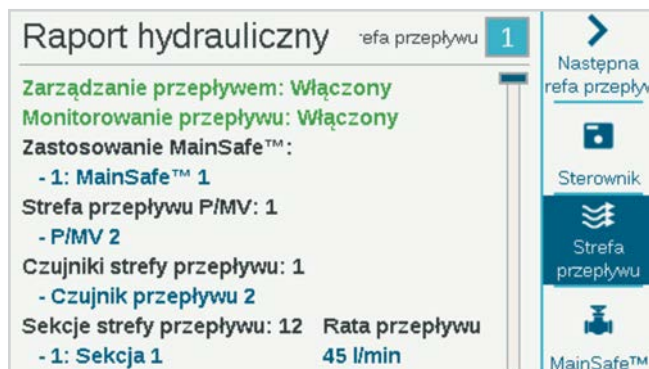 Raport hydrauliczny
refa przepływu 1
Następna
refa przepływ
Zarządzanie przepływem: Włączony
Monitorowanie przepływu: Włączony
Zastosowanie MainSafe™:
- 1: MainSafe™ 1
Sterownik
Strefa przepływu P/MV: 1
- P/MV 2
Strefa
przepływu
Czujniki strefy przepływu: 1
- Czujnik przepływu 2
Sekcje strefy przepływu: 12 Rata przepływu
- 1: Sekcja 1 45 l/min
MainSafe™